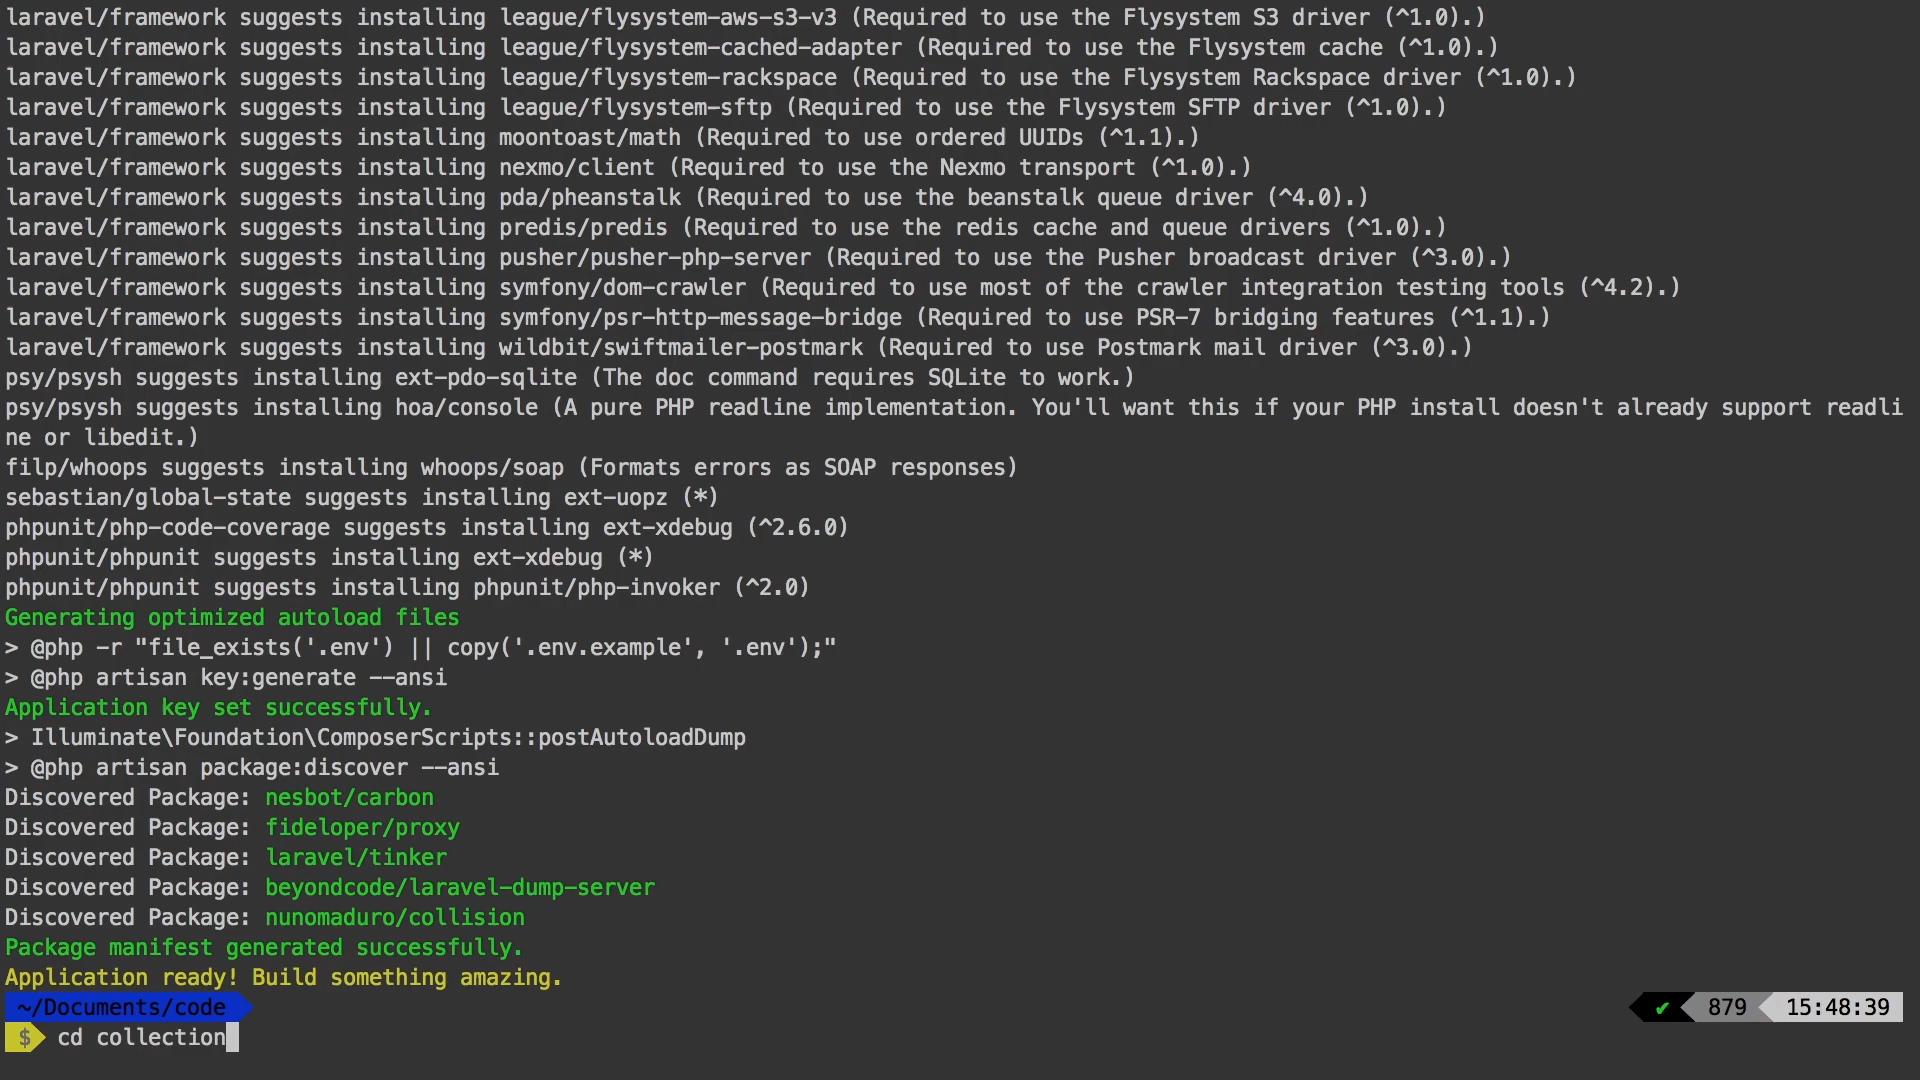 laravel/framework suggests installing league/flysystem-aws-s3-v3 (Required to use the Flysystem S3 driver (^1.0).)
laravel/framework suggests installing league/flysystem-cached-adapter (Required to use the Flysystem cache (^1.0).)
laravel/framework suggests installing league/flysystem-rackspace (Required to use the Flysystem Rackspace driver (^1.0).)
laravel/framework suggests installing league/flysystem-sftp (Required to use the Flysystem SFTP driver (^1.0).)
laravel/framework suggests installing moontoast/math (Required to use ordered UUIDs (^1.1).)
laravel/framework suggests installing nexmo/client (Required to use the Nexmo transport (^1.0).)
laravel/framework suggests installing pda/pheanstalk (Required to use the beanstalk queue driver (^4.0).)
laravel/framework suggests installing predis/predis (Required to use the redis cache and queue drivers (^1.0).)
laravel/framework suggests installing pusher/pusher-php-server (Required to use the Pusher broadcast driver (^3.0).)
laravel/framework suggests installing symfony/dom-crawler (Required to use most of the crawler integration testing tools (^4.2).)
laravel/framework suggests installing symfony/psr-http-message-bridge (Required to use PSR-7 bridging features (^1.1).)
laravel/framework suggests installing wildbit/swiftmailer-postmark (Required to use Postmark mail driver (^3.0).)
psy/psysh suggests installing ext-pdo-sqlite (The doc command requires SQLite to work.)
psy/psysh suggests installing hoa/console (A pure PHP readline implementation. You'll want this if your PHP install doesn't already support readli
ne or libedit.)
filp/whoops suggests installing whoops/soap (Formats errors as SOAP responses)
sebastian/global-state suggests installing ext-uopz (*)
phpunit/php-code-coverage suggests installing ext-xdebug (^2.6.0)
phpunit/phpunit suggests installing ext-xdebug (*)
phpunit/phpunit suggests installing phpunit/php-invoker (^2.0)
Generating optimized autoload files
> @php -r "file_exists('.env') || copy('.env.example', '.env');"
> @php artisan key:generate --ansi
Application key set successfully.
> Illuminate\Foundation\ComposerScripts::postAutoloadDump
> @php artisan package:discover --ansi
Discovered Package: nesbot/carbon
Discovered Package: fideloper/proxy
Discovered Package: laravel/tinker
Discovered Package: beyondcode/laravel-dump-server
Discovered Package: nunomaduro/collision
Package manifest generated successfully.
Application ready! Build something amazing.
~/Documents/code ✔ 879 15:48:39
$ cd collection